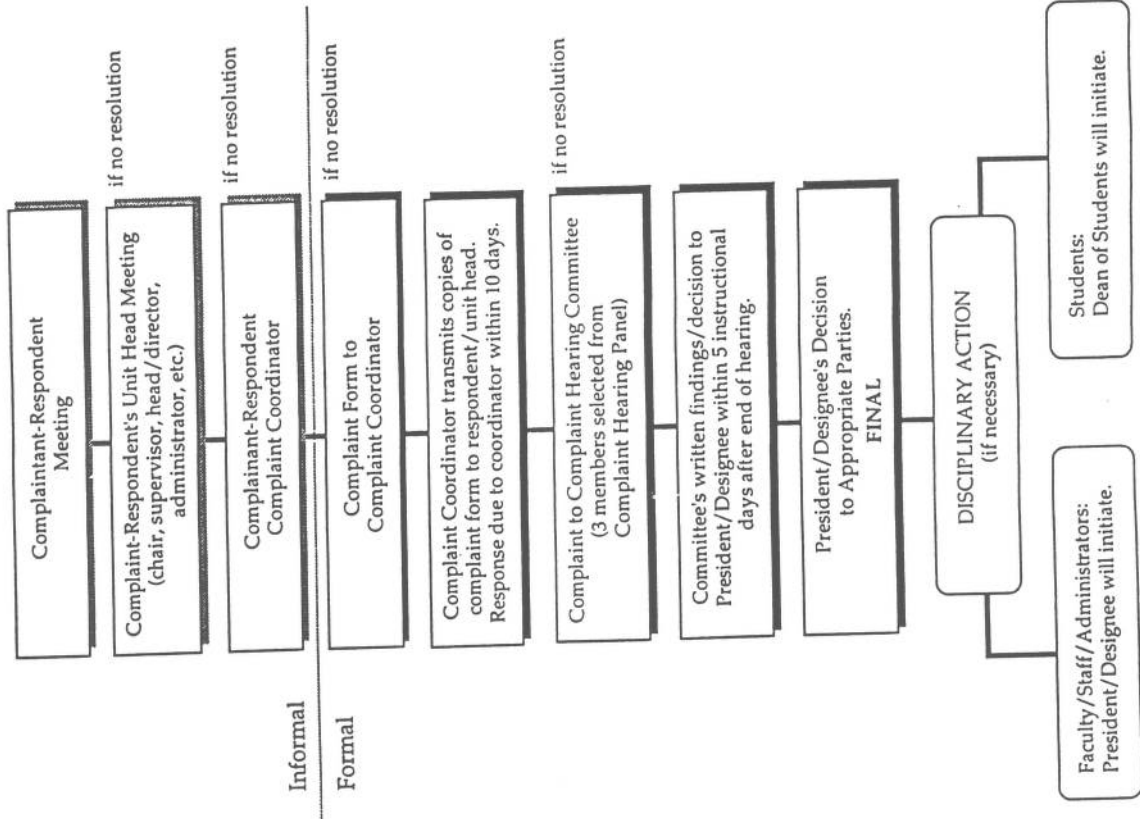 Complaintant-Respondent
Meeting
if no resolution
Complaint-Respondent's Unit Head Meeting
(chair, supervisor, head/director,
administrator, etc.)
if no resolution
Complainant-Respondent
Complaint Coordinator
Informal
Formal
if no resolution
Complaint Form to
Complaint Coordinator
Complaint Coordinator transmits copies of
complaint form to respondent/unit head.
Response due to coordinator within 10 days.
if no resolution
Complaint to Complaint Hearing Committee
(3 members selected from
Complaint Hearing Panel)
Committee's written findings/decision to
President/Designee within 5 instructional
days after end of hearing.
President/Designee's Decision
to Appropriate Parties.
FINAL
DISCIPLINARY ACTION
(if necessary)
Faculty/Staff/Administrators:
President/Designee will initiate.
Students:
Dean of Students will initiate.